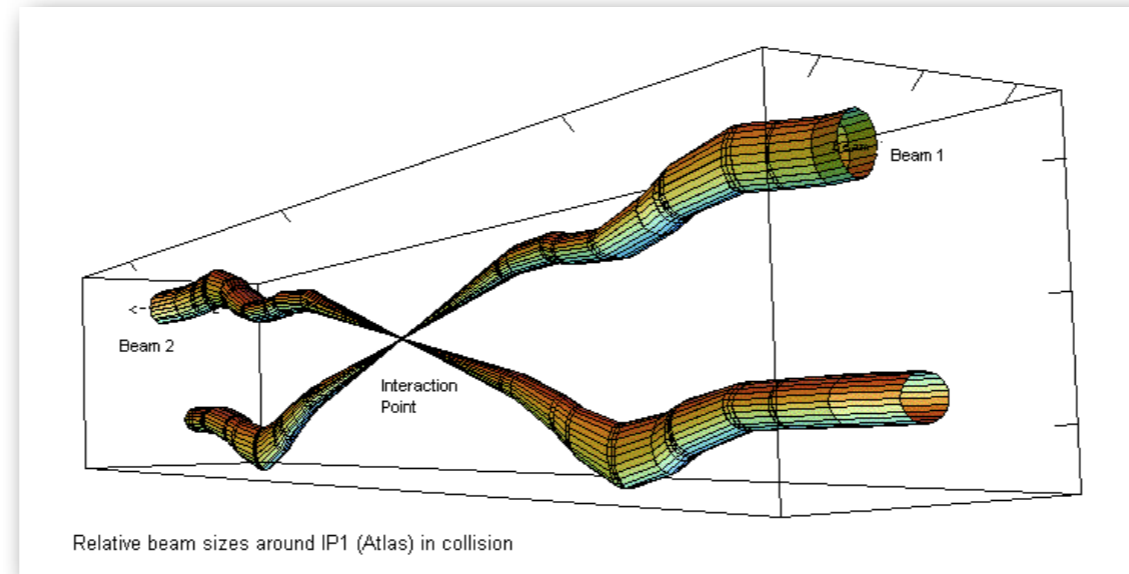 Beam 1
Beam 2
Interaction
Point
Relative beam sizes around IP1 (Atlas) in collision